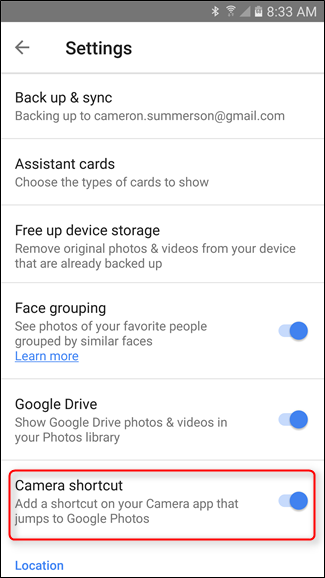 8:33 AM
Settings
Back up & sync
Backing up to cameron.summerson@gmail.com
Assistant cards
Choose the types of cards to show
Free up device storage
Remove original photos & videos from your device
that are already backed up
Face grouping
See photos of your favorite people
grouped by similar faces
Learn more
Google Drive
Show Google Drive photos & videos in
your Photos library
Camera shortcut
Add a shortcut on your Camera app that
jumps to Google Photos
Location